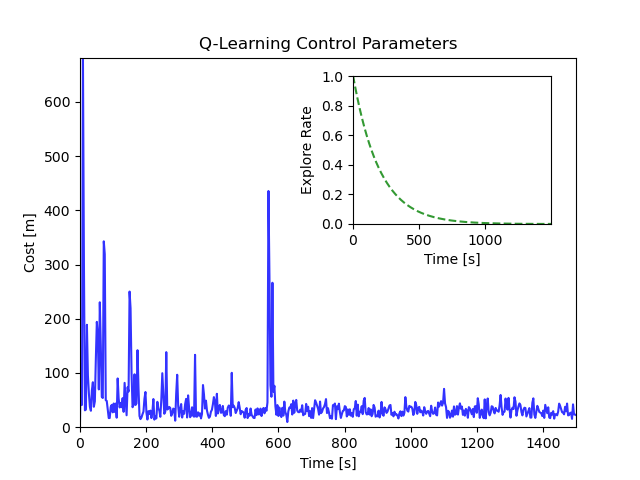 Q-Learning Control Parameters
Cost [m]
600
500
400
300
200
100
0
0 200 400 600 800 1000 1200 1400
Time [s]
Explore Rate
1.0
0.8
0.6
0.4
0.2
0.0
0 500 1000
Time [s]